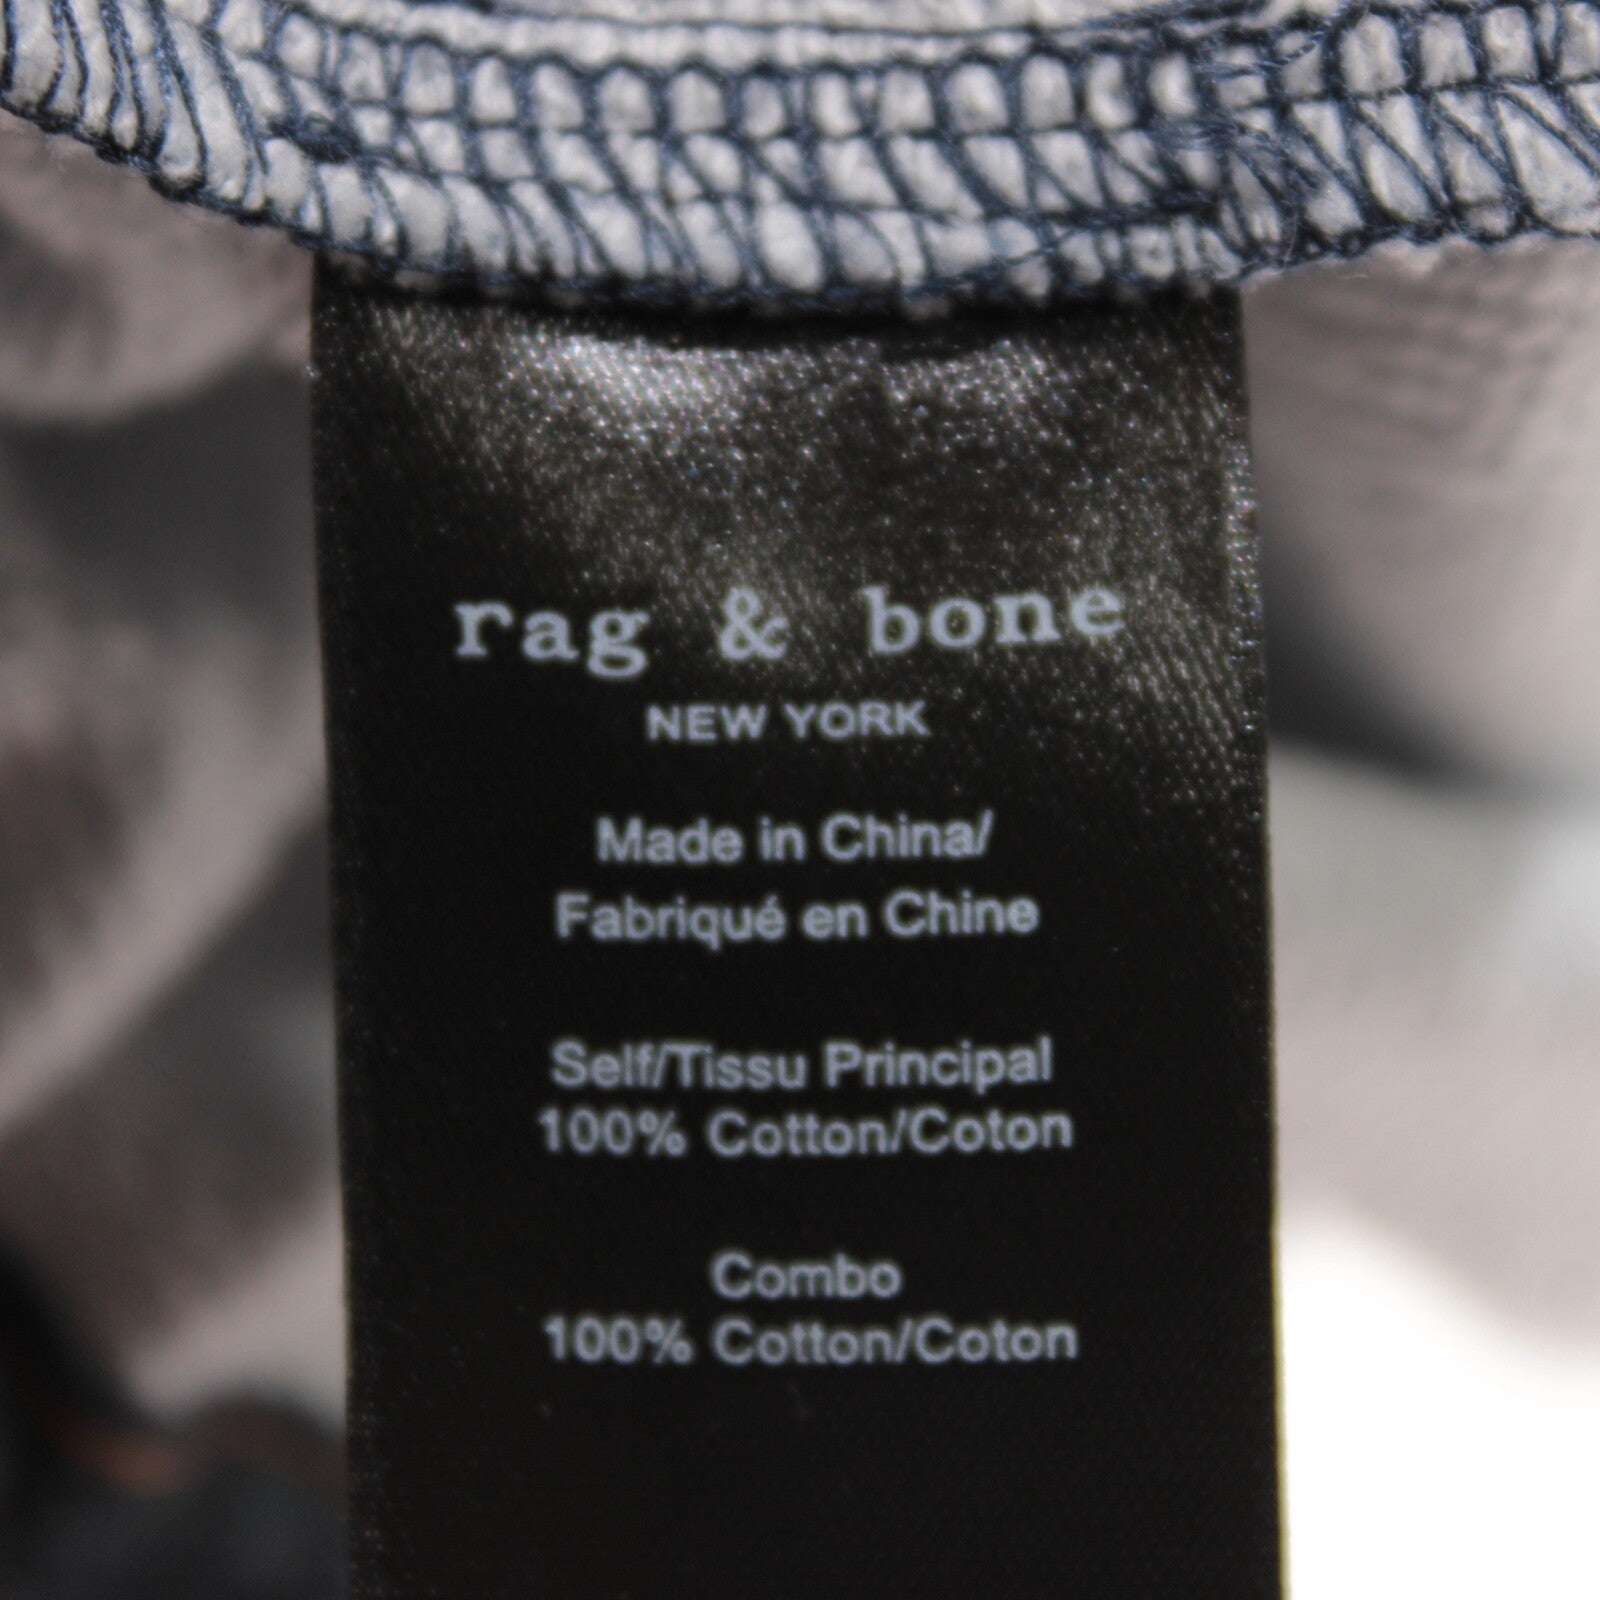 rag & bone
NEW YORK
Made in China/
Fabriqué en Chine
Self/Tissu Principal
100% Cotton/Coton
Combo
100% Cotton/Coton